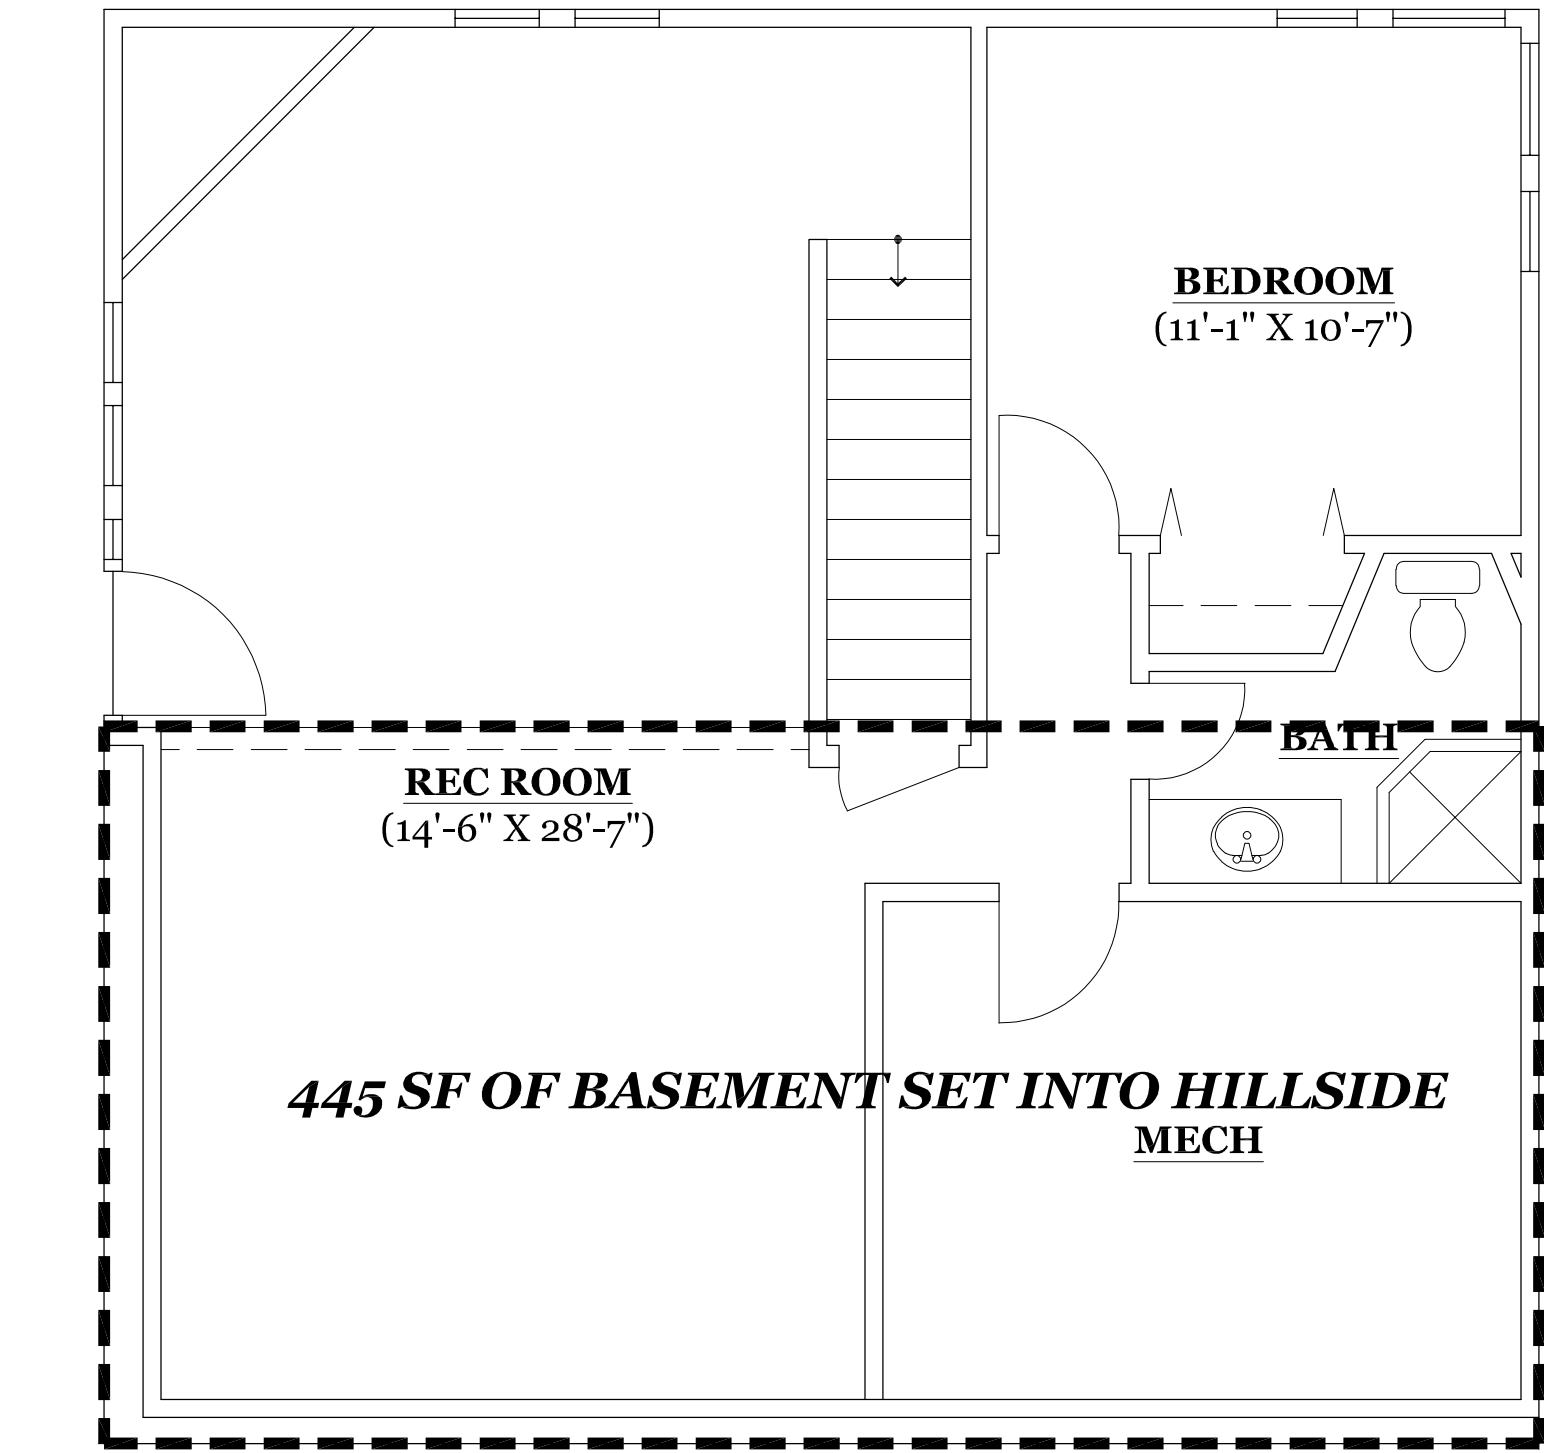 BEDROOM
(11'-1" X 10'-7")
BATH
REC ROOM
(14'-6" X 28'-7")
445 SF OF BASEMENT SET INTO HILLSIDE
MECH